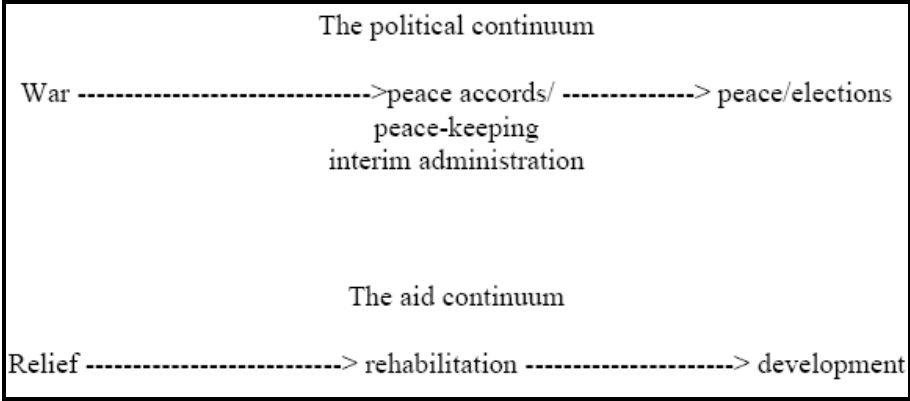 The political continuum
War ------------------------------->peace accords/ --------------> peace/elections
peace-keeping
interim administration
The aid continuum
Relief ---------------------------> rehabilitation ----------------------> development